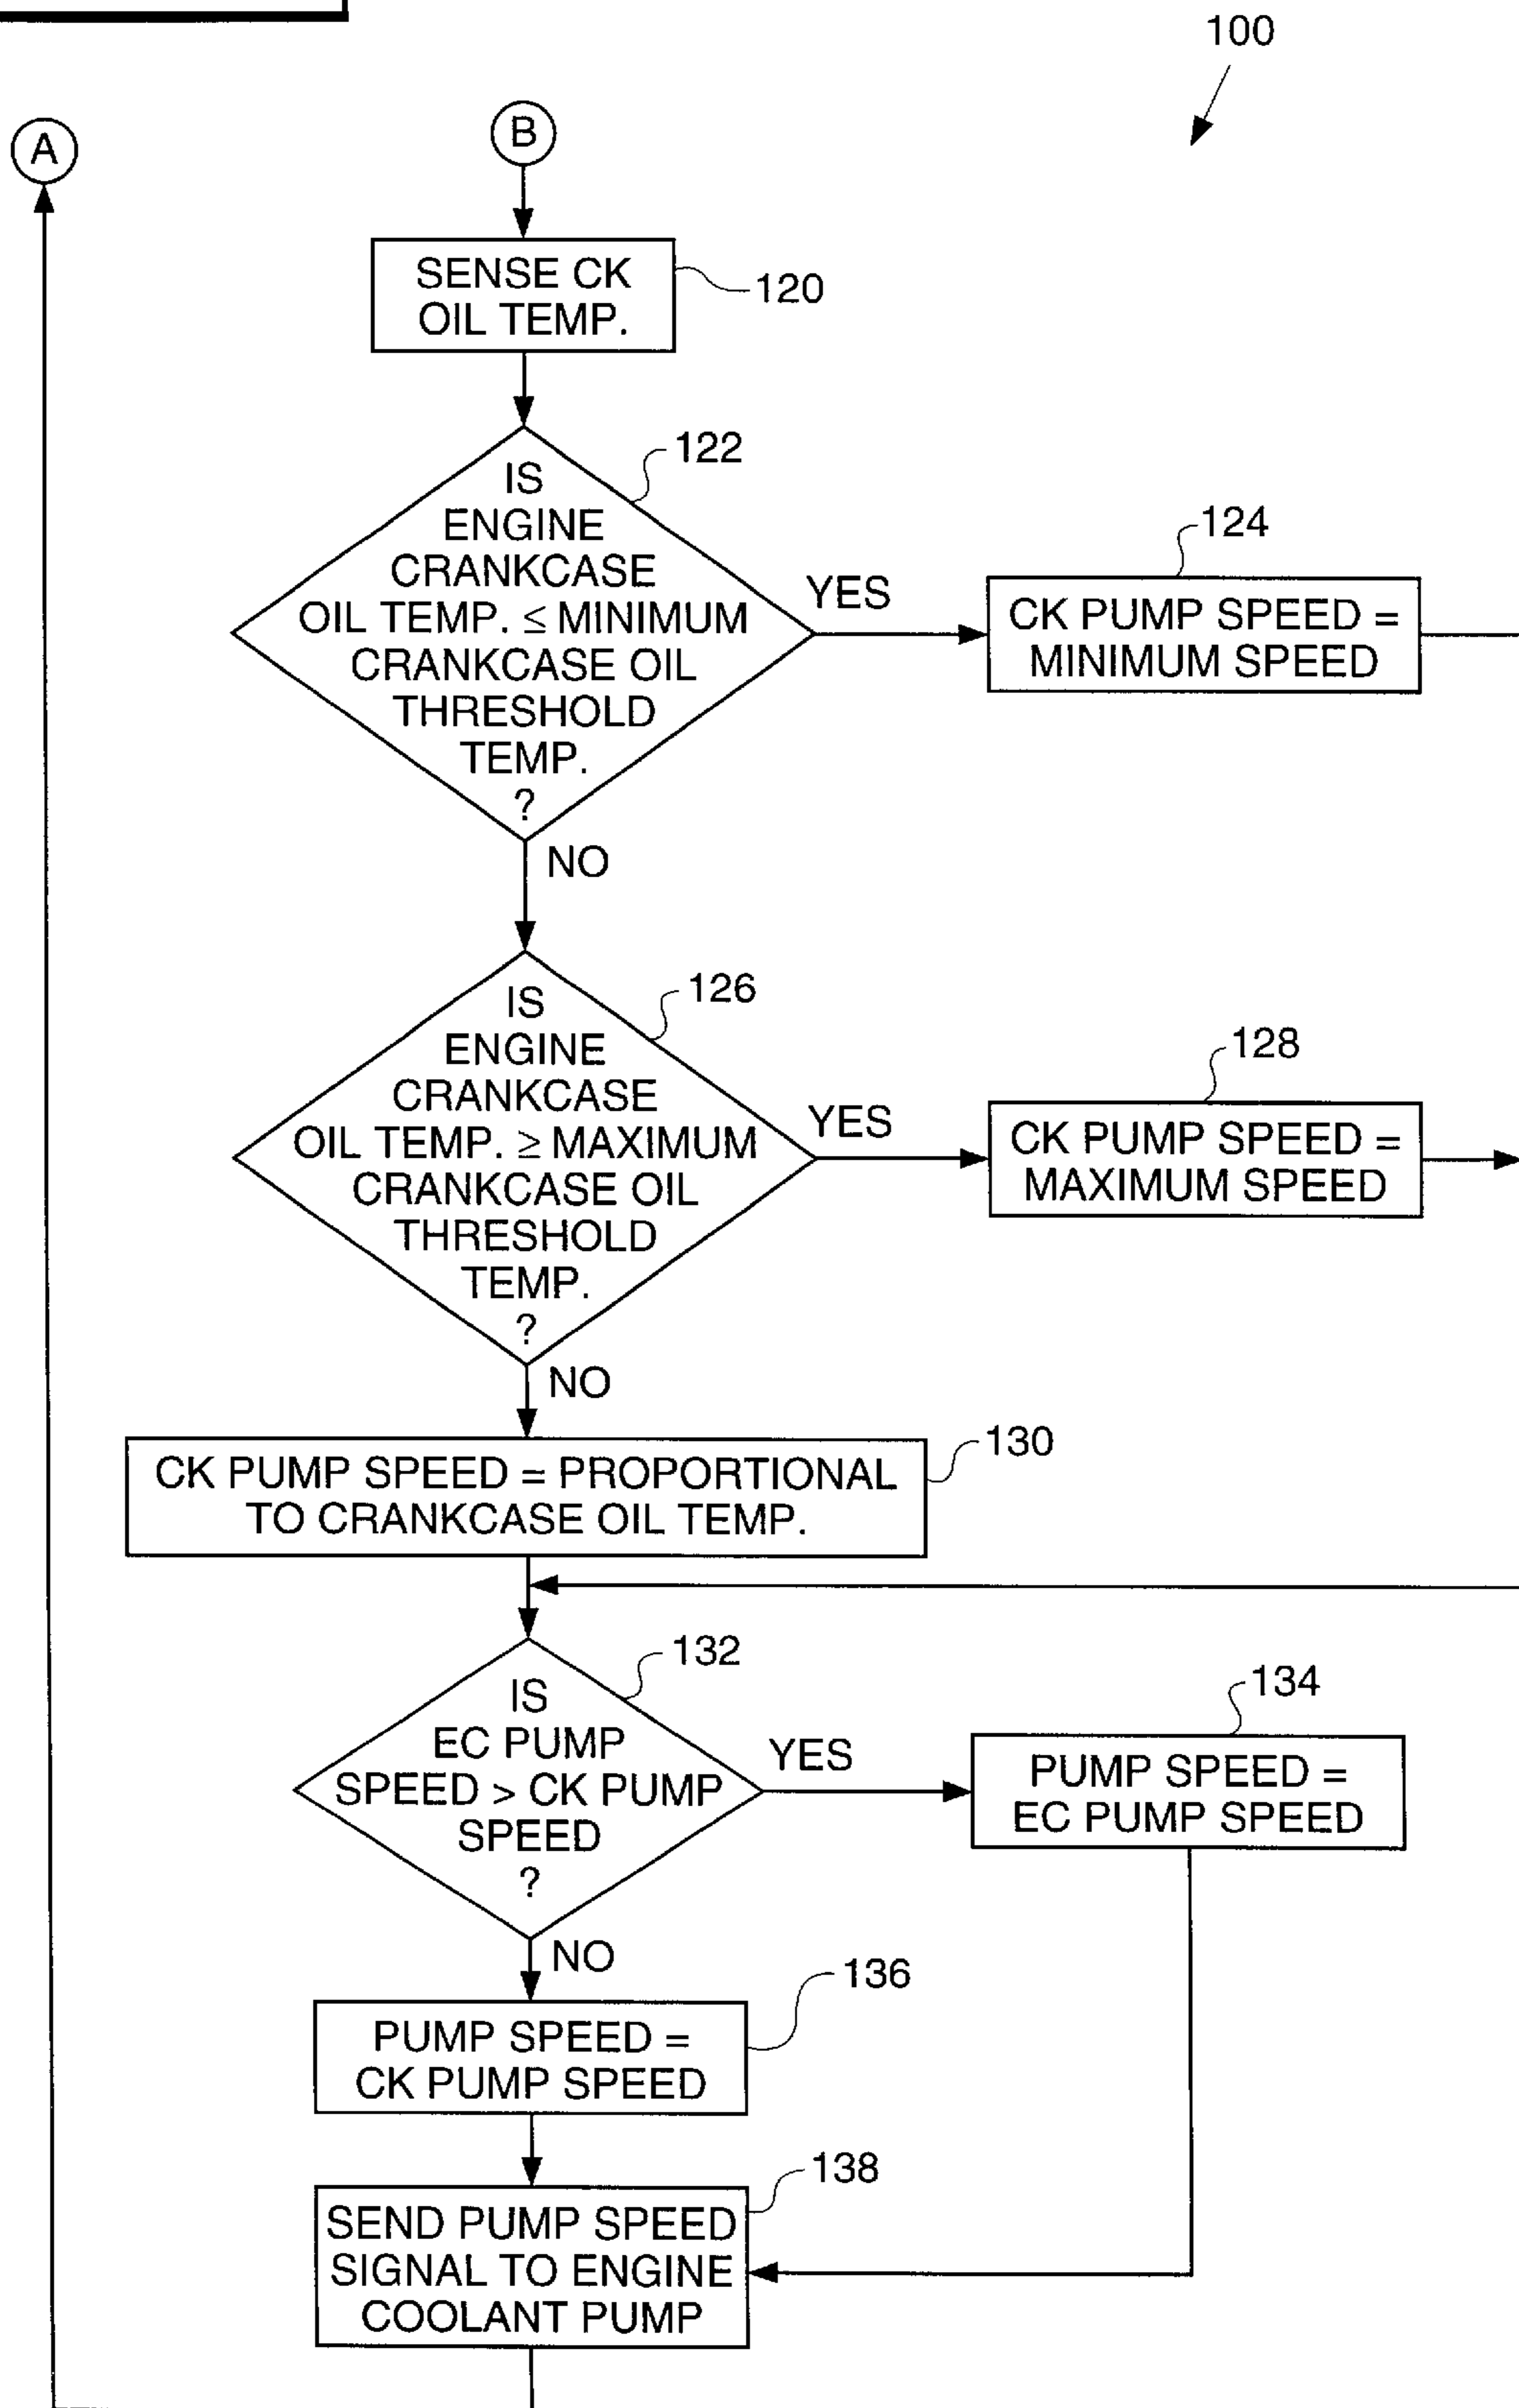 100
A
B
SENSE CK
OIL TEMP.
120
IS
ENGINE
CRANKCASE
OIL TEMP. ≤ MINIMUM
CRANKCASE OIL
THRESHOLD
TEMP.
?
122
YES
124
CK PUMP SPEED =
MINIMUM SPEED
NO
IS
ENGINE
CRANKCASE
OIL TEMP. ≥ MAXIMUM
CRANKCASE OIL
THRESHOLD
TEMP.
?
126
YES
128
CK PUMP SPEED =
MAXIMUM SPEED
NO
130
CK PUMP SPEED = PROPORTIONAL
TO CRANKCASE OIL TEMP.
IS
EC PUMP
SPEED > CK PUMP
SPEED
?
132
YES
134
PUMP SPEED =
EC PUMP SPEED
NO
136
PUMP SPEED =
CK PUMP SPEED
138
SEND PUMP SPEED
SIGNAL TO ENGINE
COOLANT PUMP